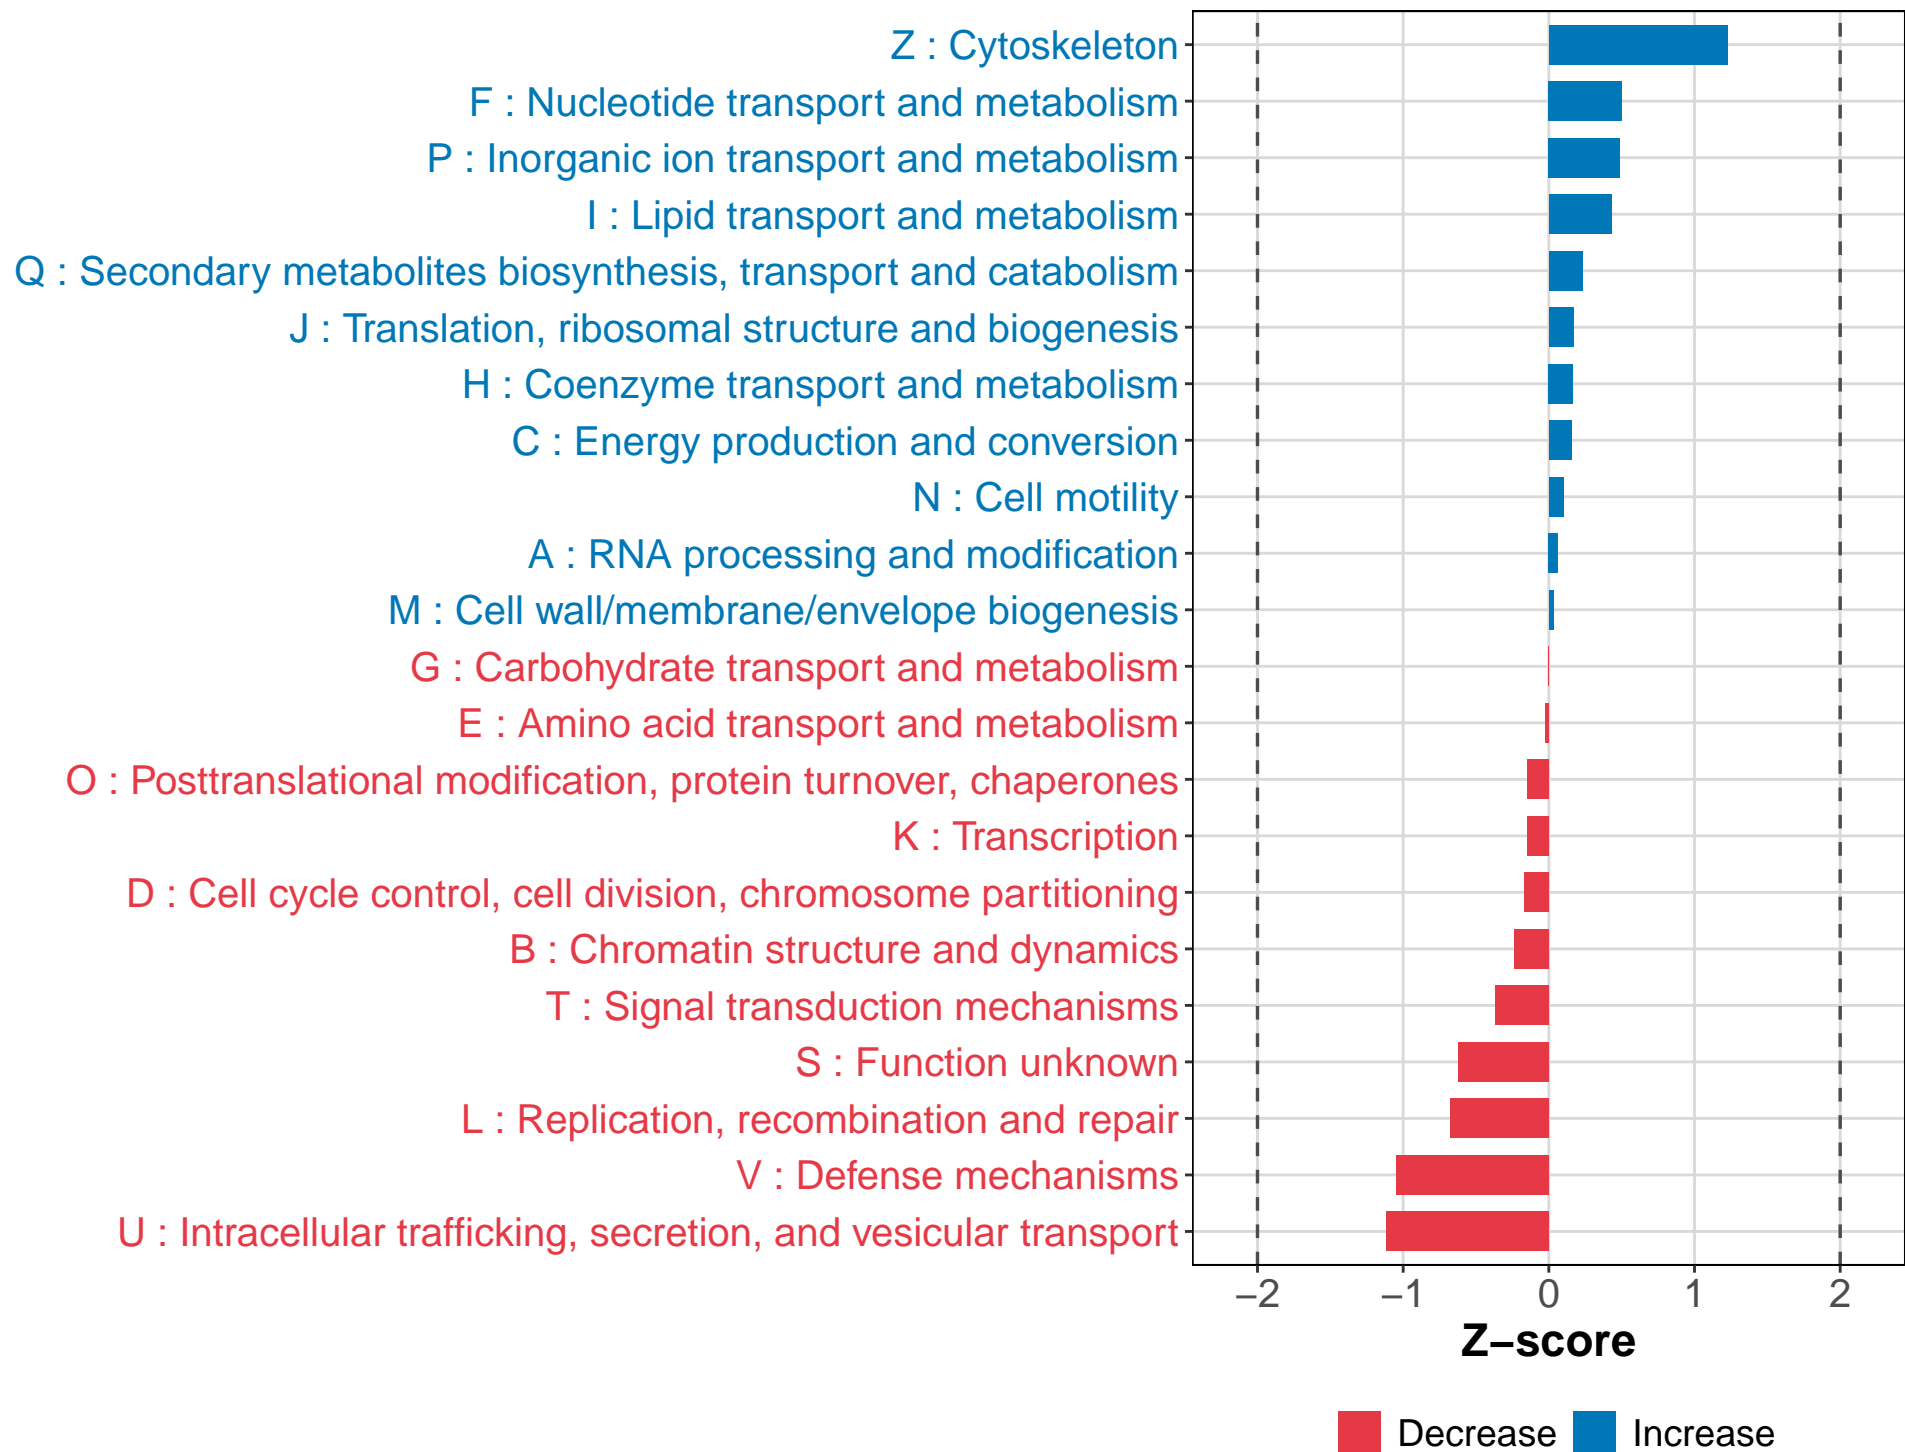 Z : Cytoskeleton
F : Nucleotide transport and metabolism
P : Inorganic ion transport and metabolism
I : Lipid transport and metabolism
Q : Secondary metabolites biosynthesis, transport and catabolism
J : Translation, ribosomal structure and biogenesis
H : Coenzyme transport and metabolism
C : Energy production and conversion
N : Cell motility
A : RNA processing and modification
M : Cell wall/membrane/envelope biogenesis
G : Carbohydrate transport and metabolism
E : Amino acid transport and metabolism
O : Posttranslational modification, protein turnover, chaperones
K : Transcription
D : Cell cycle control, cell division, chromosome partitioning
B : Chromatin structure and dynamics
T : Signal transduction mechanisms
S : Function unknown
L : Replication, recombination and repair
V : Defense mechanisms
U : Intracellular trafficking, secretion, and vesicular transport
−2 −1 0 1 2
Z−score
Decrease Increase